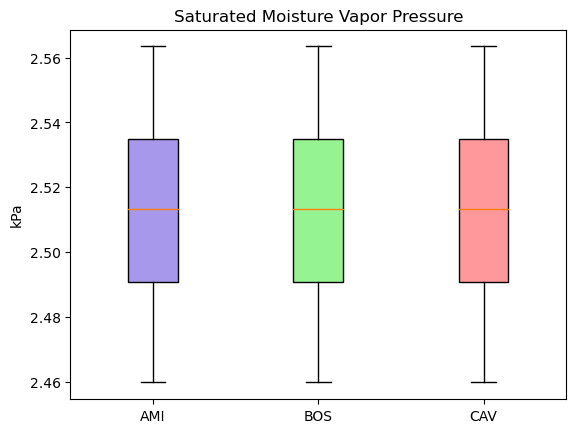 Saturated Moisture Vapor Pressure
2.56
2.54
2.52
2.50
2.48
2.46
kPa
AMI BOS CAV